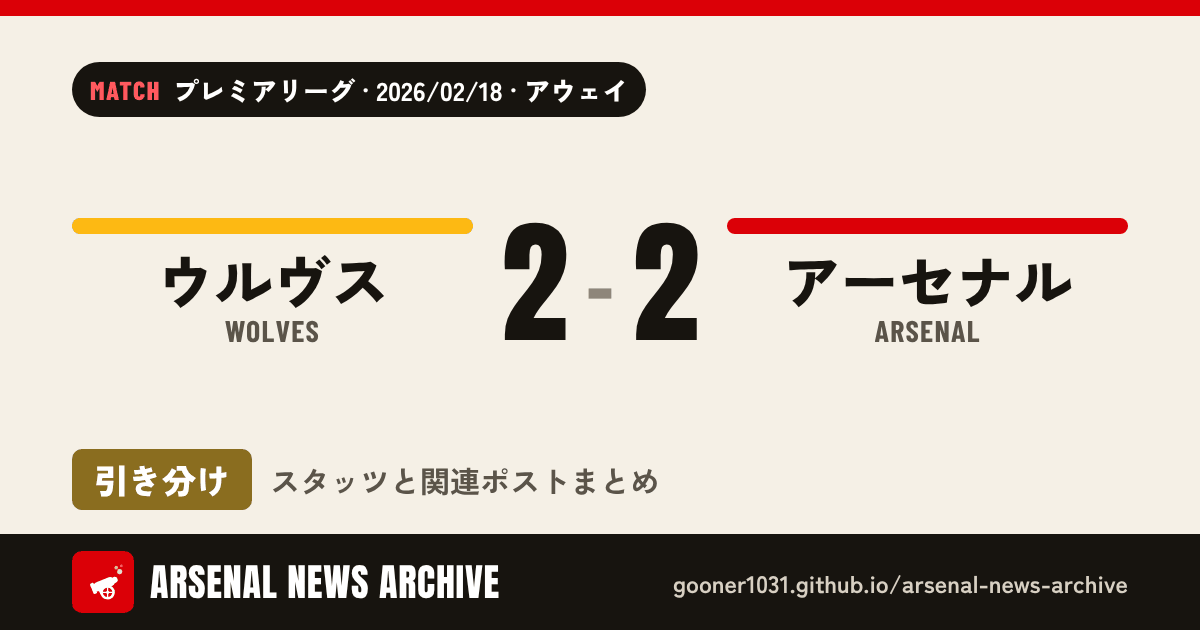 MATCH プレミアリーグ · 2026/02/18 · アウェイ
ウルヴス 2 - 2 アーセナル
WOLVES ARSENAL
引き分け スタッツと関連ポストまとめ
ARSENAL NEWS ARCHIVE gooner1031.github.io/arsenal-news-archive